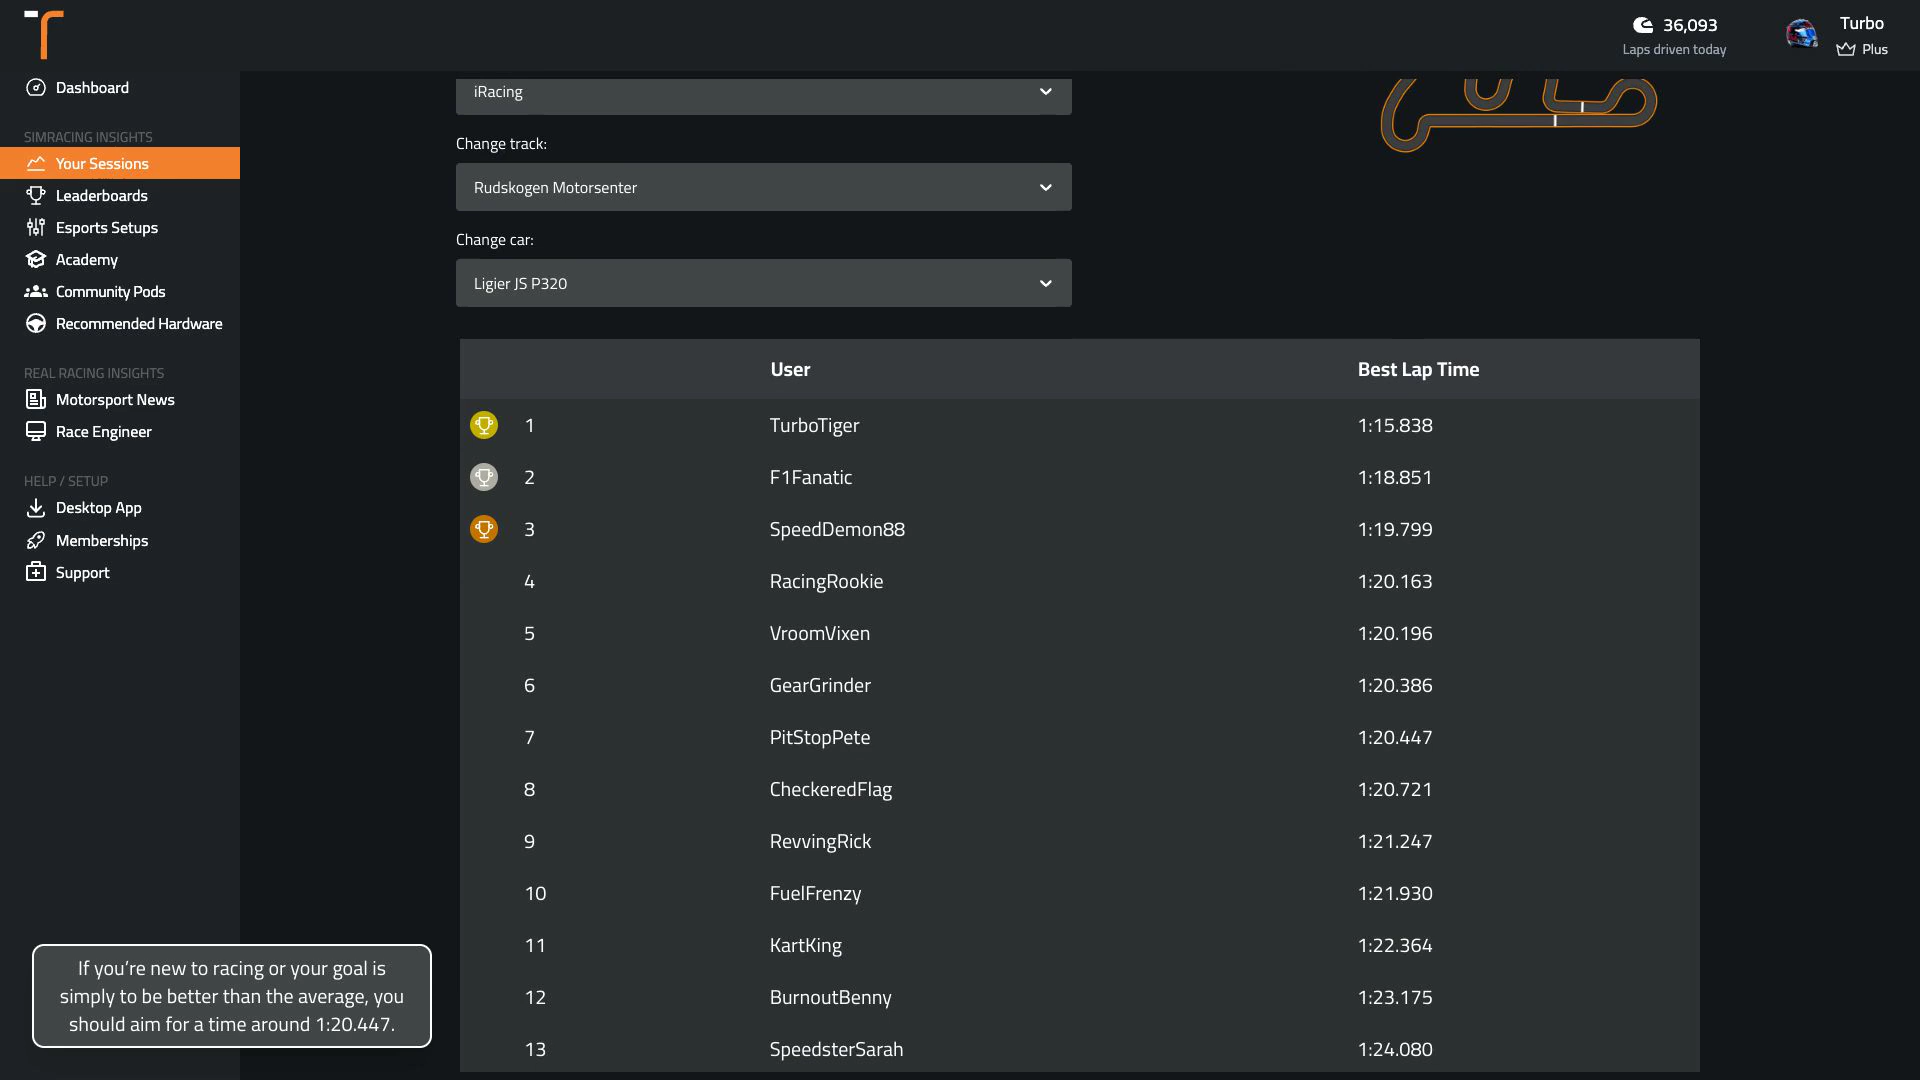 36,093
Laps driven today
Turbo
Plus
Dashboard
SIMRACING INSIGHTS
Your Sessions
Leaderboards
Esports Setups
Academy
Community Pods
Recommended Hardware
REAL RACING INSIGHTS
Motorsport News
Race Engineer
HELP / SETUP
Desktop App
Memberships
Support
iRacing
Change track:
Rudskogen Motorsenter
Change car:
Ligier JS P320
User Best Lap Time
1 TurboTiger 1:15.838
2 F1Fanatic 1:18.851
3 SpeedDemon88 1:19.799
4 RacingRookie 1:20.163
5 VroomVixen 1:20.196
6 GearGrinder 1:20.386
7 PitStopPete 1:20.447
8 CheckeredFlag 1:20.721
9 RevvingRick 1:21.247
10 FuelFrenzy 1:21.930
11 KartKing 1:22.364
12 BurnoutBenny 1:23.175
13 SpeedsterSarah 1:24.080
If you’re new to racing or your goal is
simply to be better than the average, you
should aim for a time around 1:20.447.